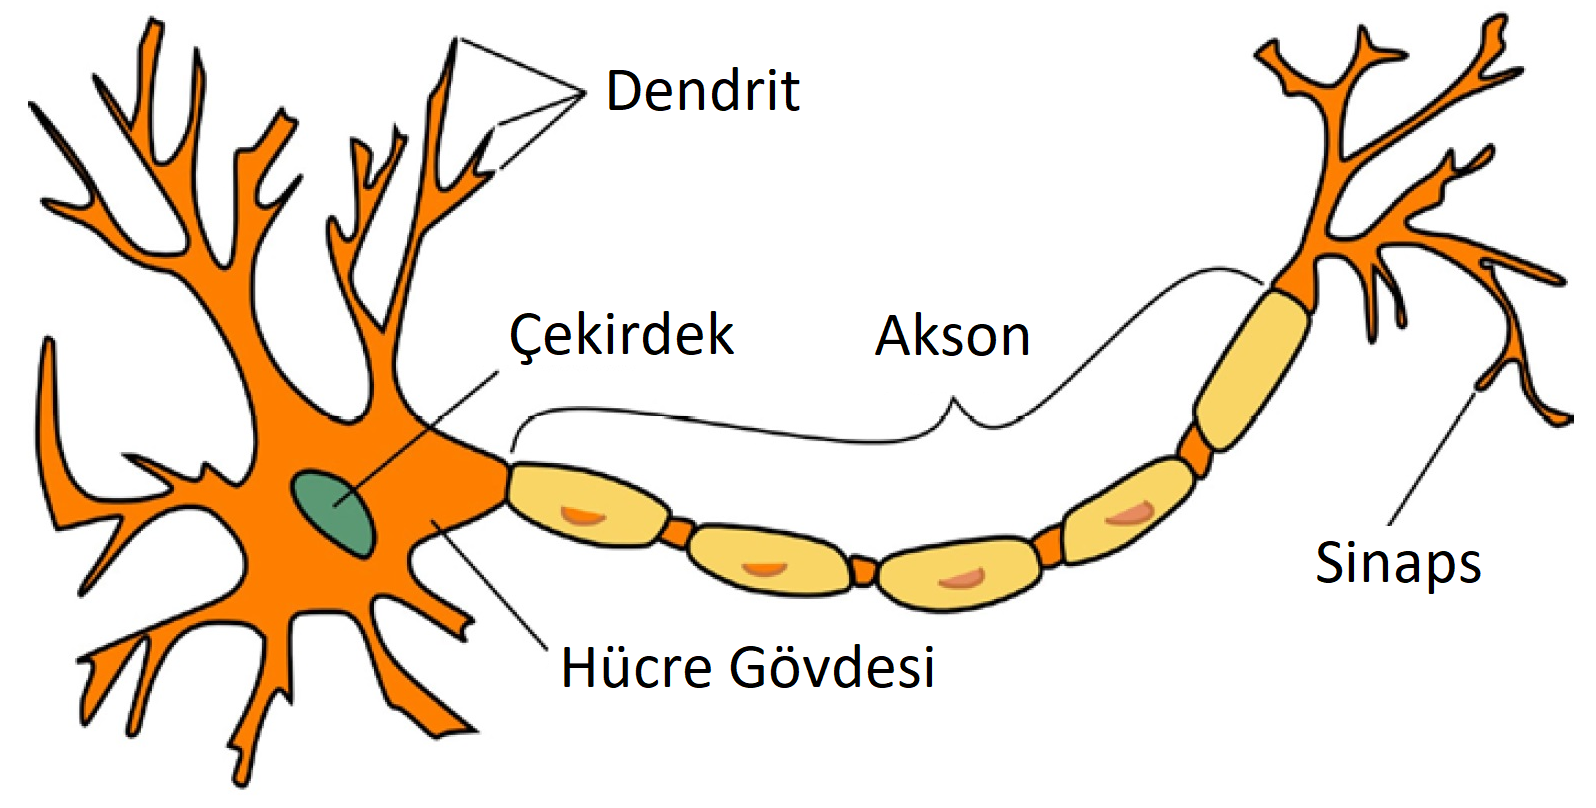 Dendrit
Çekirdek
Akson
Sinaps
Hücre Gövdesi